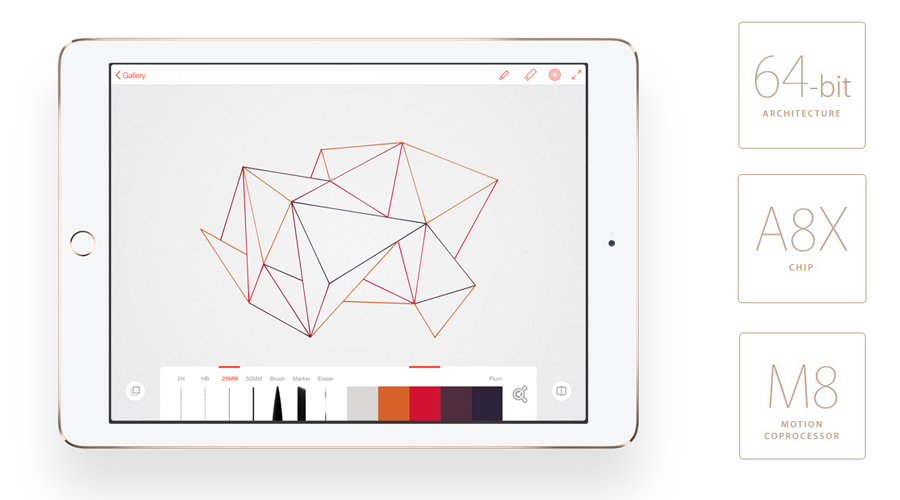 Gallery
2H HB .25MM .50MM Brush Marker Eraser Plum
64-bit
ARCHITECTURE
A8X
CHIP
M8
MOTION
COPROCESSOR